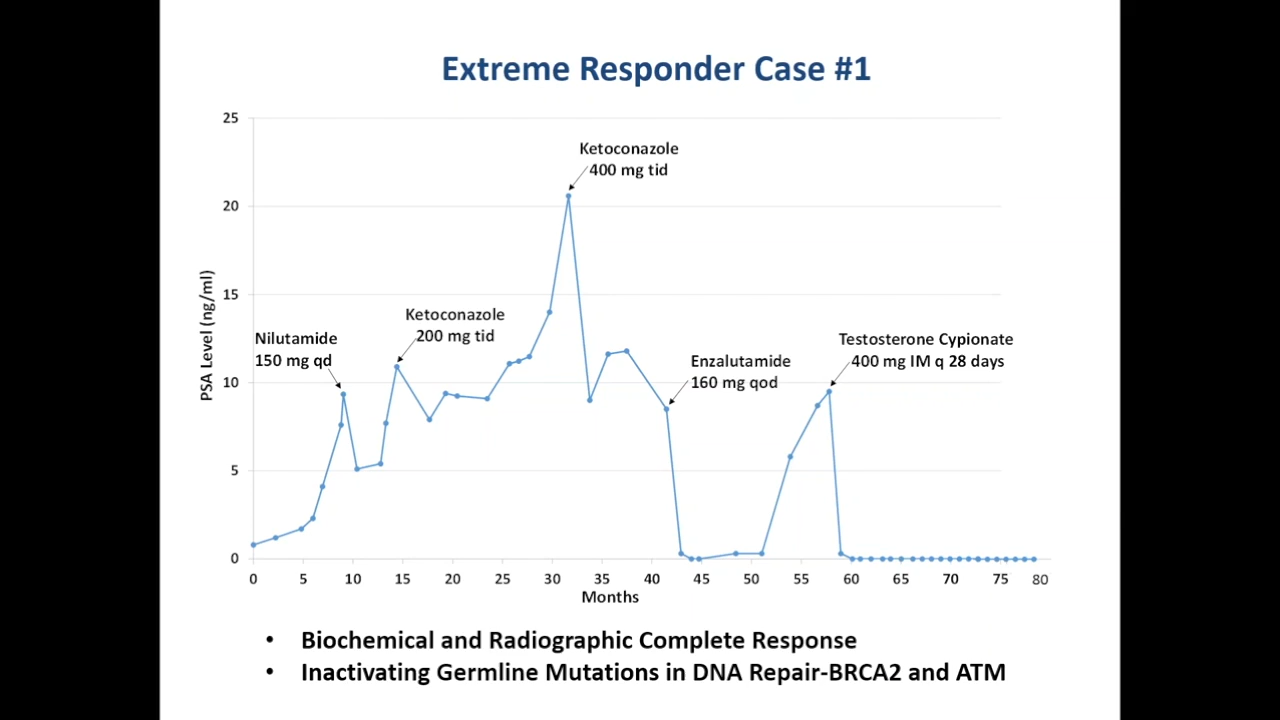 Extreme Responder Case #1
25
20
15
10
5
0
PSA Level (ng/ml)
Nilutamide
150 mg qd
Ketoconazole
200 mg tid
Ketoconazole
400 mg tid
Enzalutamide
160 mg qod
Testosterone Cypionate
400 mg IM q 28 days
0 5 10 15 20 25 30 35 40 45 50 55 60 65 70 75 80
Months
• Biochemical and Radiographic Complete Response
• Inactivating Germline Mutations in DNA Repair-BRCA2 and ATM